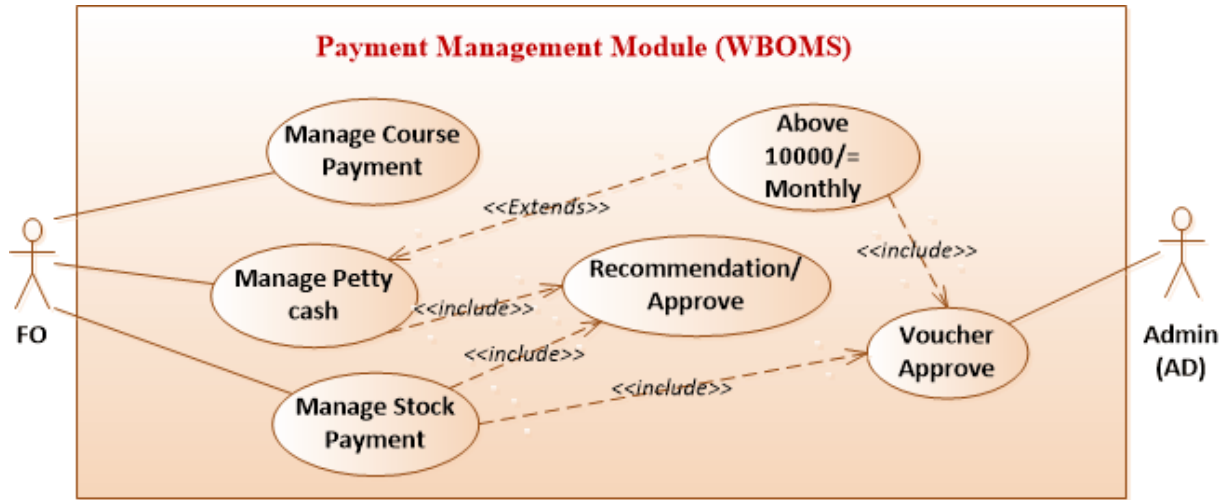 Payment Management Module (WBOMS)
Manage Course
Payment
Above
10000/=
Monthly
<<Extends>>
<<include>>
Manage Petty
cash
<<include>>
Recommendation/
Approve
FO
<<include>>
Voucher
Approve
Admin
(AD)
<<include>>
Manage Stock
Payment